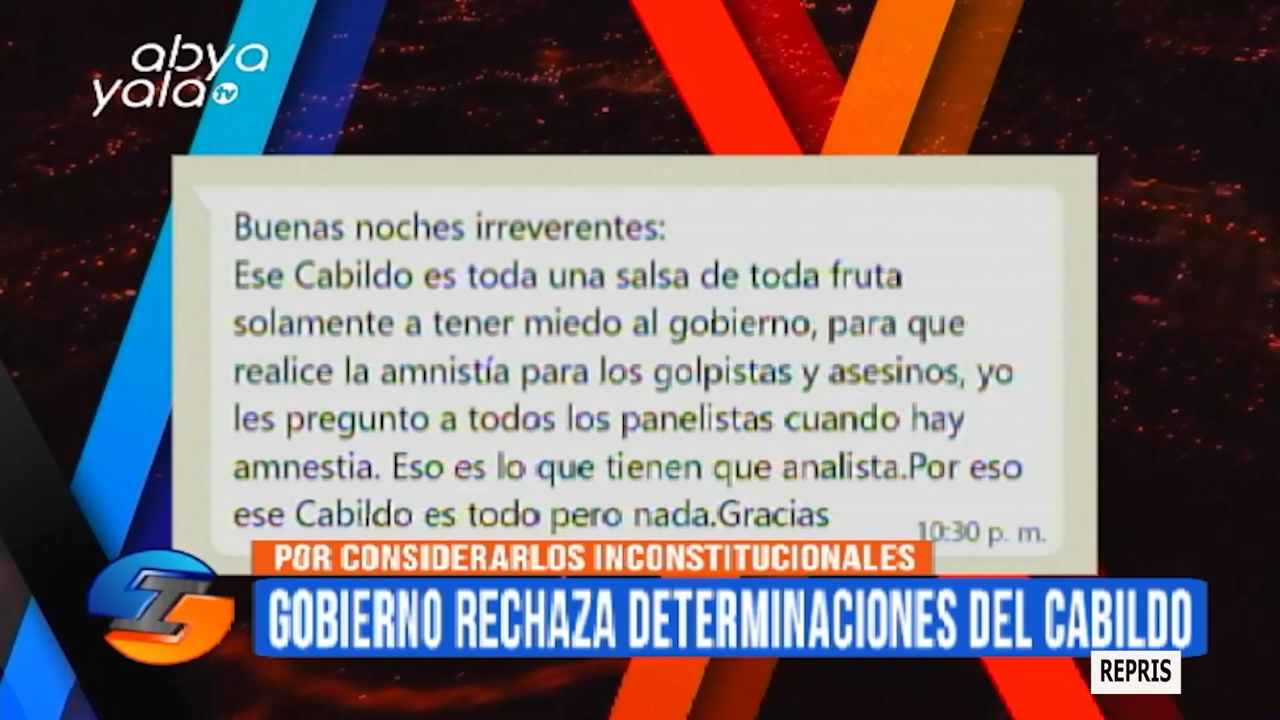 abya
yala tv
Buenas noches irreverentes:
Ese Cabildo es toda una salsa de toda fruta
solamente a tener miedo al gobierno, para que
realice la amnistía para los golpistas y asesinos, yo
les pregunto a todos los panelistas cuando hay
amnestia. Eso es lo que tienen que analista.Por eso
ese Cabildo es todo pero nada.Gracias
10:30 p. m.
POR CONSIDERARLOS INCONSTITUCIONALES
GOBIERNO RECHAZA DETERMINACIONES DEL CABILDO
REPRIS